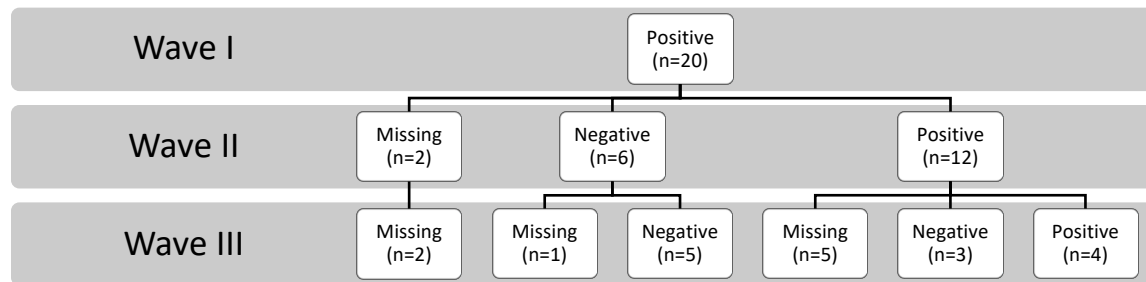 Wave I
Positive
(n=20)
Wave II
Missing
(n=2)
Negative
(n=6)
Positive
(n=12)
Wave III
Missing
(n=2)
Missing
(n=1)
Negative
(n=5)
Missing
(n=5)
Negative
(n=3)
Positive
(n=4)